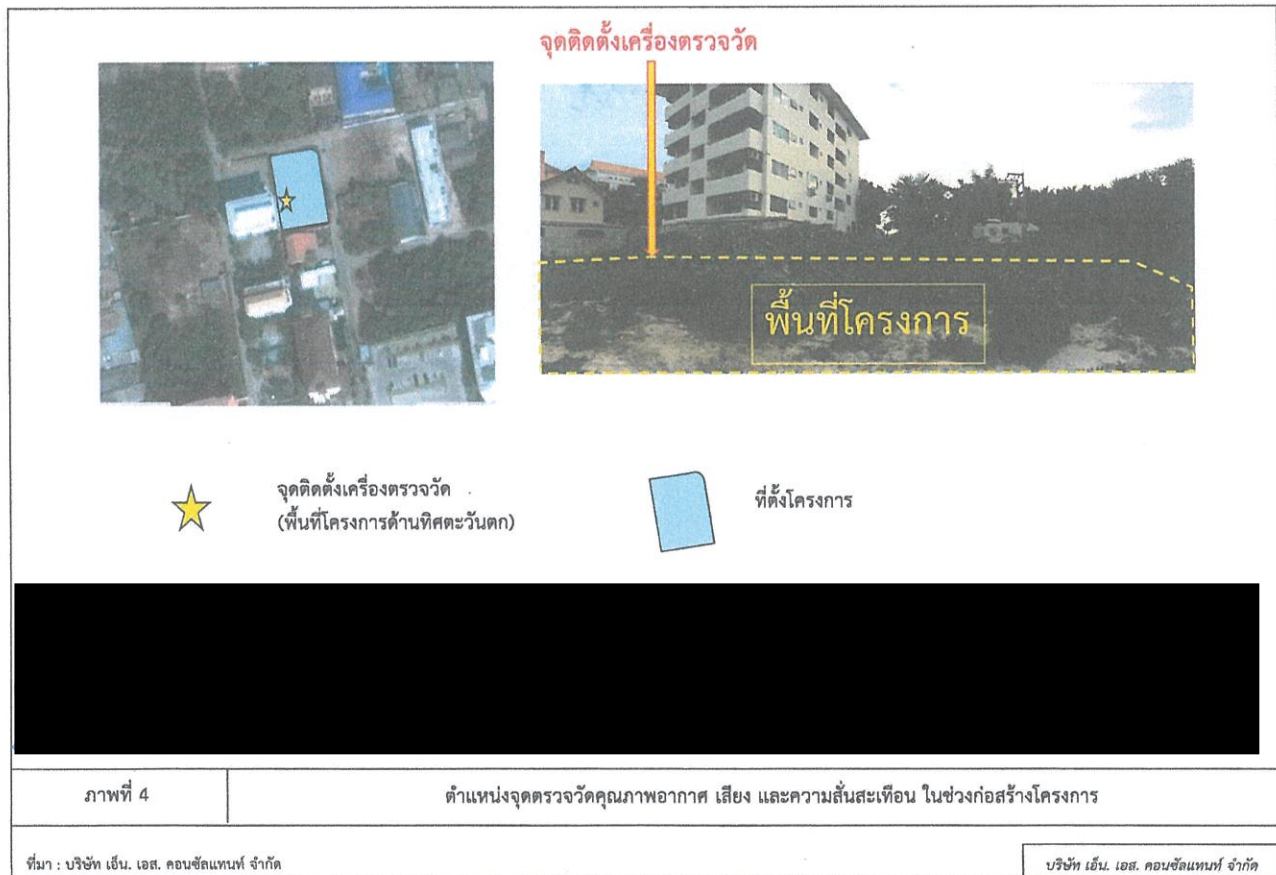 จุดติดตั้งเครื่องตรวจวัด
พื้นที่โครงการ
จุดติดตั้งเครื่องตรวจวัด
(พื้นที่โครงการด้านทิศตะวันตก)
ที่ตั้งโครงการ
ภาพที่ 4
ตำแหน่งจุดตรวจวัดคุณภาพอากาศ เสียง และความสั่นสะเทือน ในช่วงก่อสร้างโครงการ
ที่มา : บริษัท เอ็น. เอส. คอนซัลแทนท์ จำกัด
บริษัท เอ็น. เอส. คอนซัลแทนท์ จำกัด